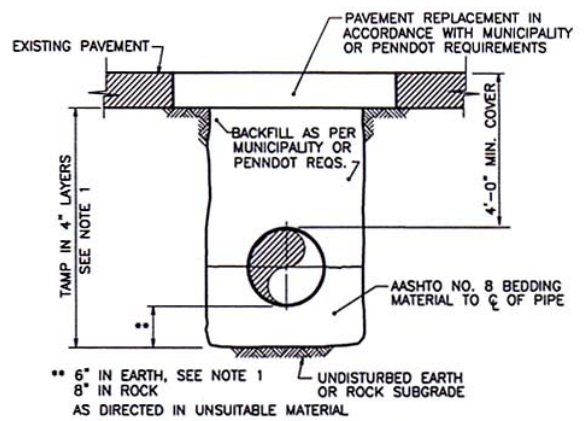 PAVEMENT REPLACEMENT IN
ACCORDANCE WITH MUNICIPALITY
OR PENNDOT REQUIREMENTS
EXISTING PAVEMENT
BACKFILL AS PER
MUNICIPALITY OR
PENNDOT REQS.
4'-0" MIN. COVER
TAMP IN 4" LAYERS
SEE NOTE 1
AASHTO NO. 8 BEDDING
MATERIAL TO ℄ OF PIPE
**
** 6" IN EARTH, SEE NOTE 1
8" IN ROCK
AS DIRECTED IN UNSUITABLE MATERIAL
UNDISTURBED EARTH
OR ROCK SUBGRADE